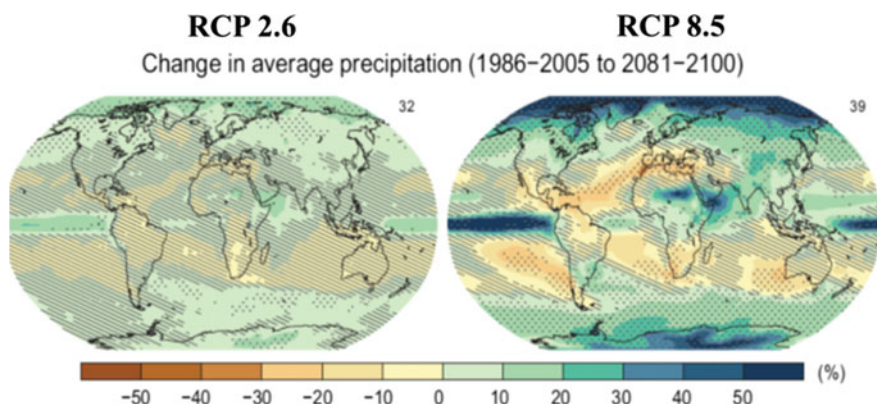 RCP 2.6 RCP 8.5
Change in average precipitation (1986−2005 to 2081−2100)
32 39
(%)
−50 −40 −30 −20 −10 0 10 20 30 40 50